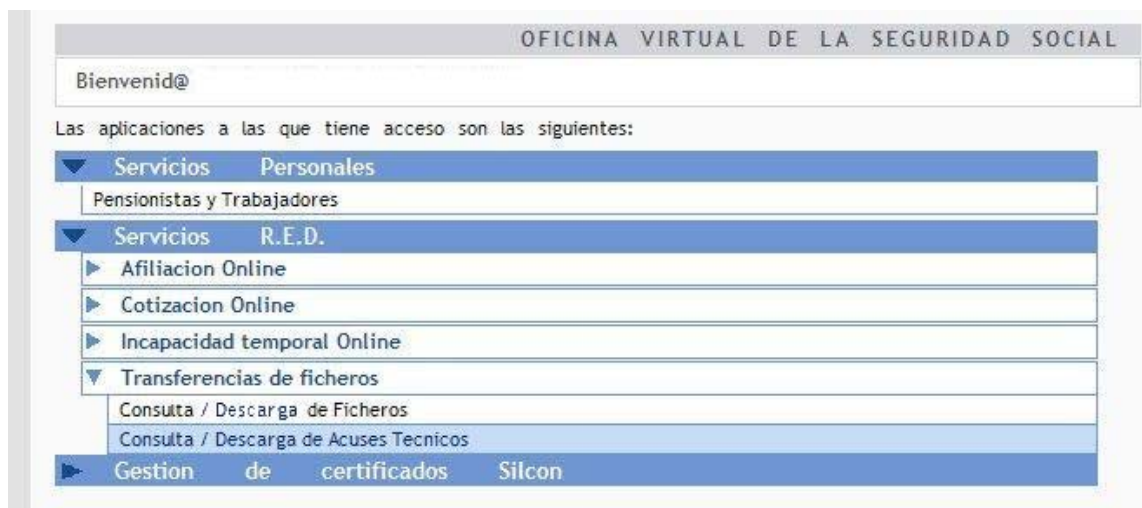 OFICINA VIRTUAL DE LA SEGURIDAD SOCIAL
Bienvenid@
Las aplicaciones a las que tiene acceso son las siguientes:
Servicios Personales
Pensionistas y Trabajadores
Servicios R.E.D.
Afiliacion Online
Cotizacion Online
Incapacidad temporal Online
Transferencias de ficheros
Consulta / Descarga de Ficheros
Consulta / Descarga de Acuses Tecnicos
Gestion de certificados Silcon